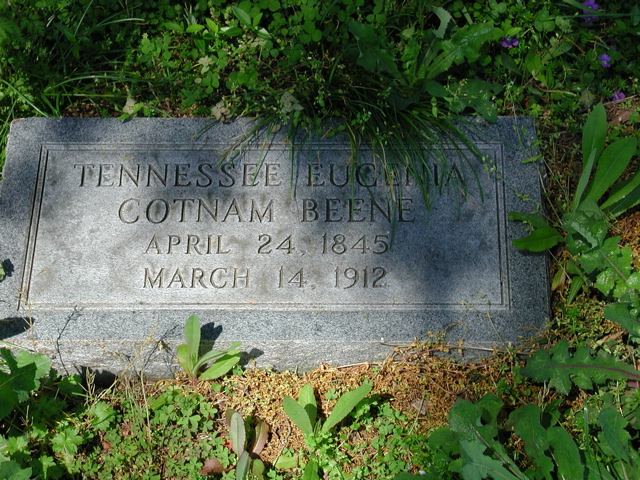 TENNESSEE EUGENIA
COTNAM BEENE
APRIL 24, 1845
MARCH 14, 1912